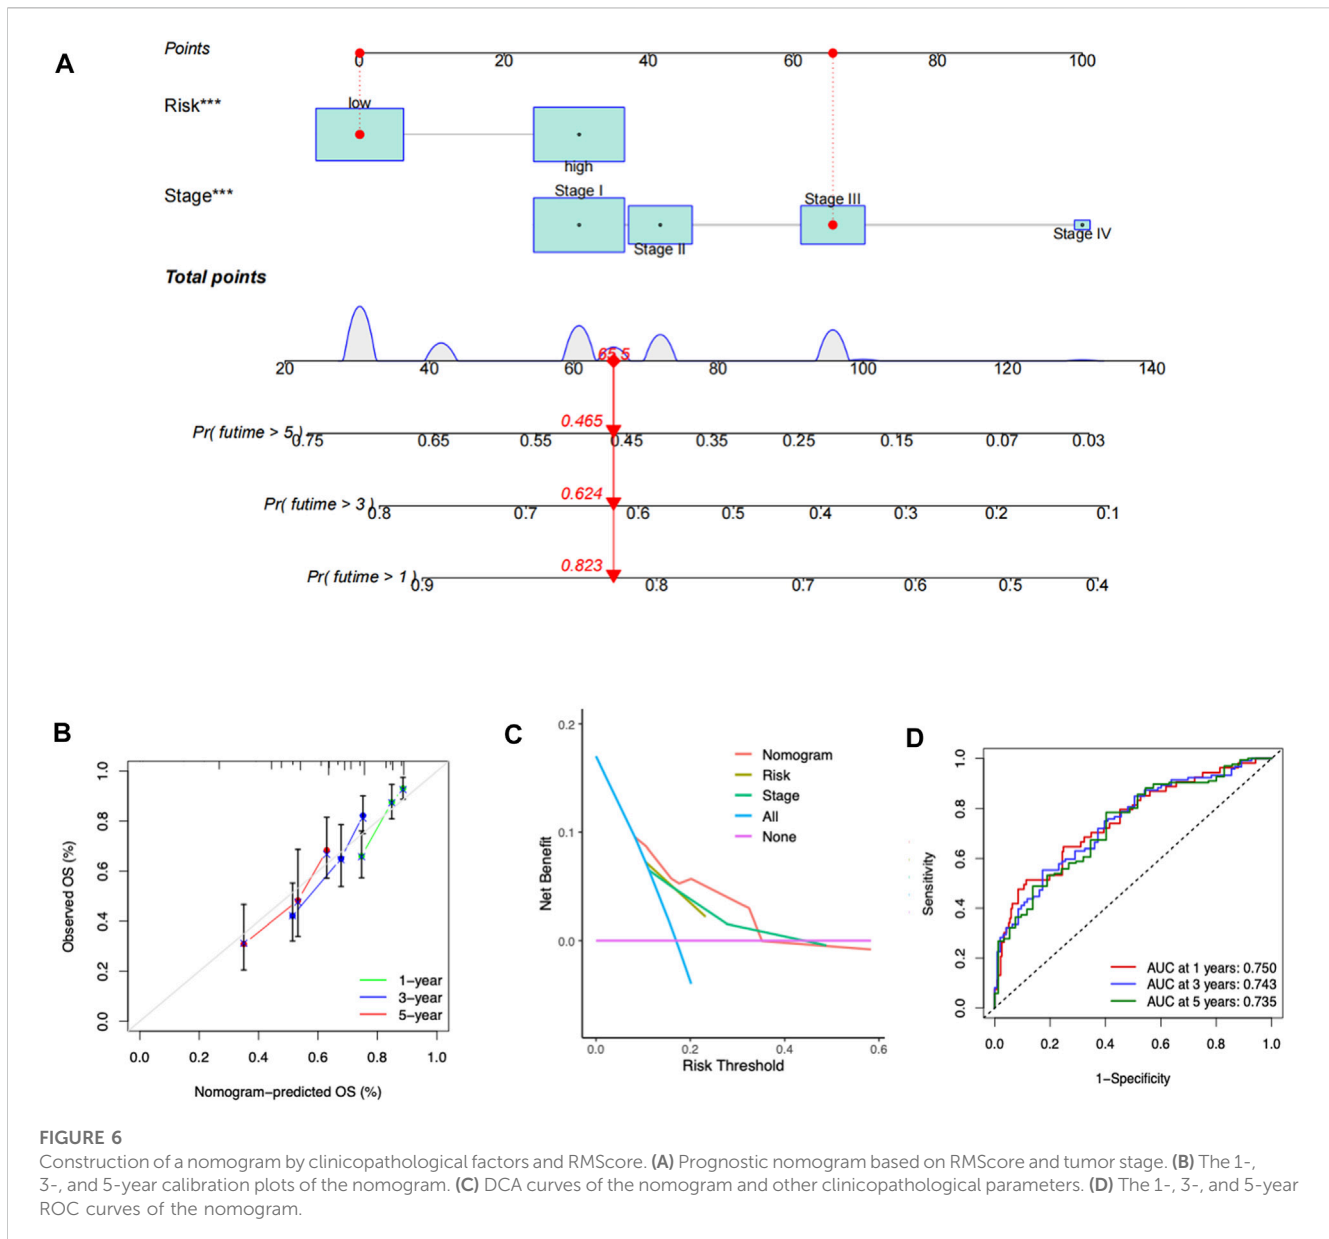 A
Points
0 20 40 60 80 100
Risk***
low
high
Stage***
Stage I
Stage II
Stage III
Stage IV
Total points
65.5
20 40 60 80 100 120 140
0.465
Pr( futime > 5)
0.75 0.65 0.55 0.45 0.35 0.25 0.15 0.07 0.03
0.624
Pr( futime > 3)
0.8 0.7 0.6 0.5 0.4 0.3 0.2 0.1
0.823
Pr( futime > 1)
0.9 0.8 0.7 0.6 0.5 0.4
B
Observed OS (%)
1.0
0.8
0.6
0.4
0.2
0.0
1-year
3-year
5-year
0.0 0.2 0.4 0.6 0.8 1.0
Nomogram-predicted OS (%)
C
Net Benefit
0.2
0.1
0.0
Nomogram
Risk
Stage
All
None
0.0 0.2 0.4 0.6
Risk Threshold
D
Sensitivity
1.0
0.8
0.6
0.4
0.2
0.0
AUC at 1 years: 0.750
AUC at 3 years: 0.743
AUC at 5 years: 0.735
0.0 0.2 0.4 0.6 0.8 1.0
1-Specificity
FIGURE 6
Construction of a nomogram by clinicopathological factors and RMScore. (A) Prognostic nomogram based on RMScore and tumor stage. (B) The 1-,
3-, and 5-year calibration plots of the nomogram. (C) DCA curves of the nomogram and other clinicopathological parameters. (D) The 1-, 3-, and 5-year
ROC curves of the nomogram.